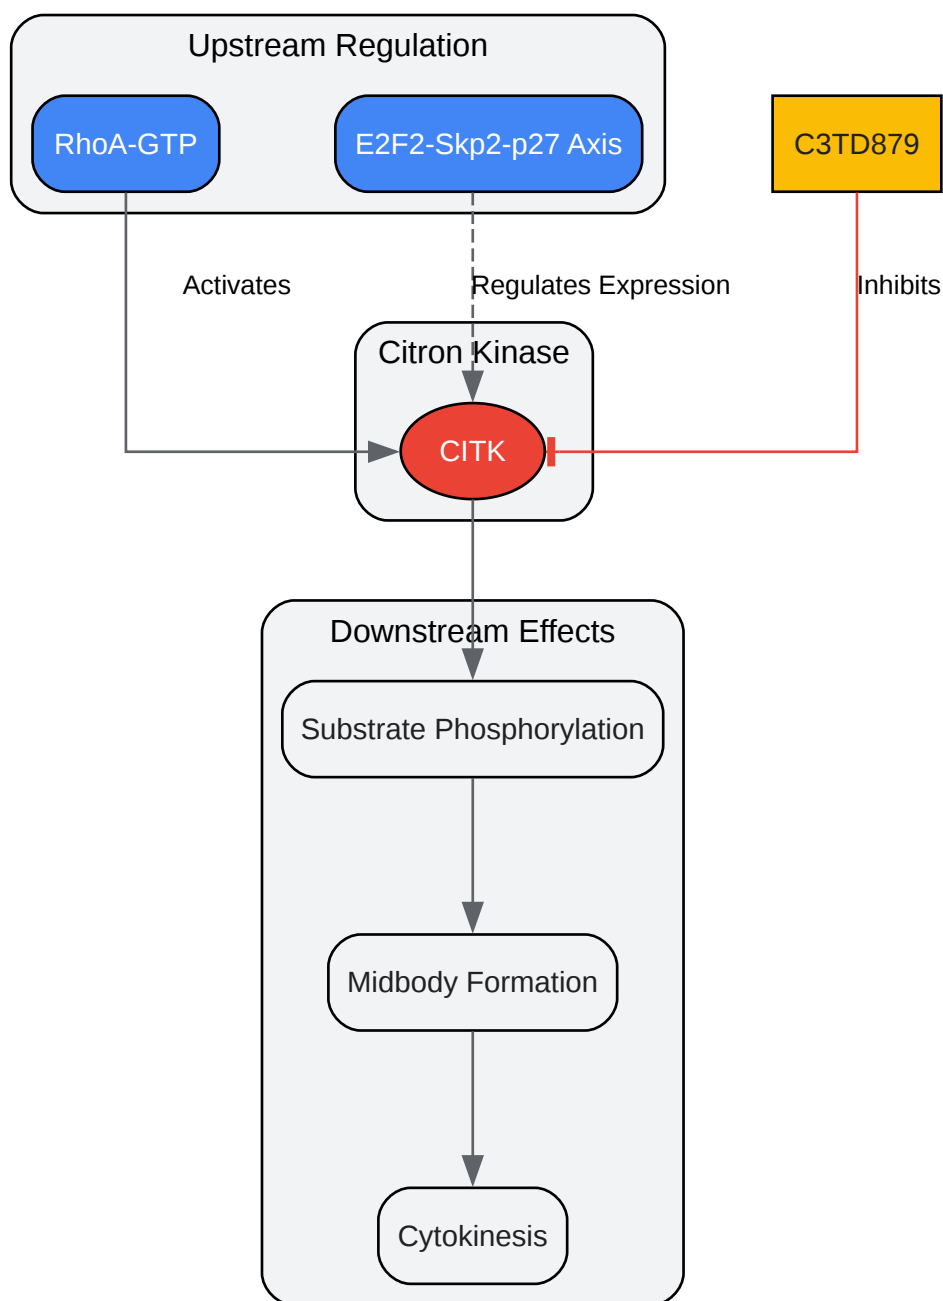 Upstream Regulation
RhoA-GTP
E2F2-Skp2-p27 Axis
C3TD879
Activates
Regulates Expression
Inhibits
Citron Kinase
CITK
Downstream Effects
Substrate Phosphorylation
Midbody Formation
Cytokinesis